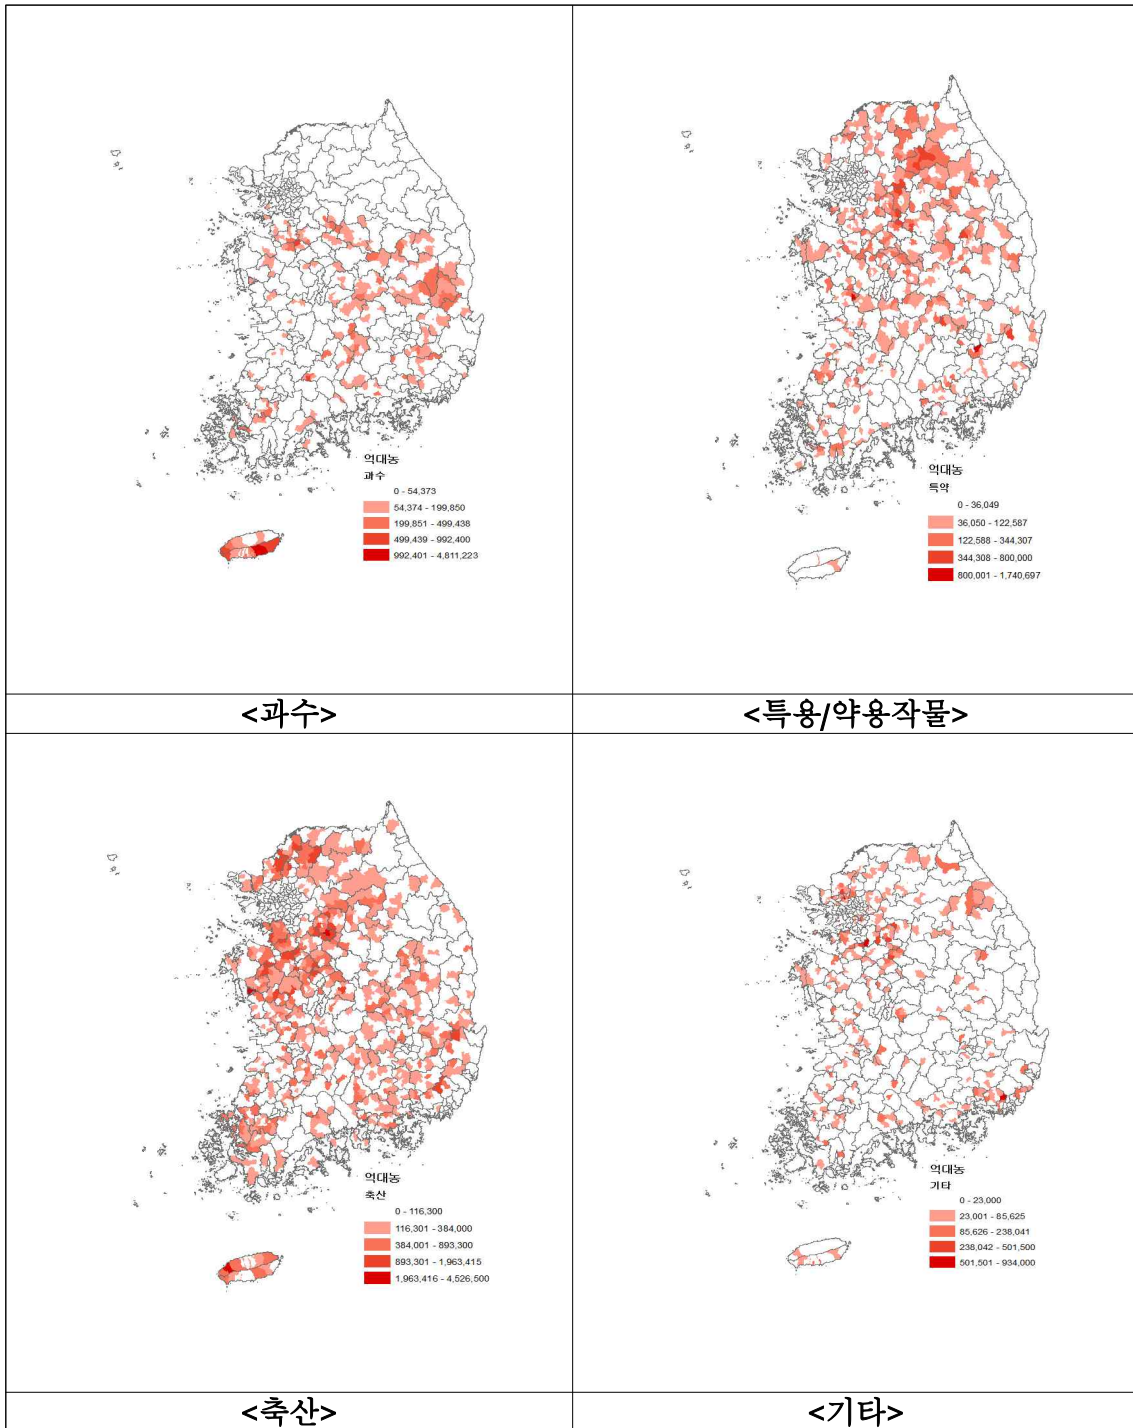 억대농
과수
0 - 54,373
54,374 - 199,850
199,851 - 499,438
499,439 - 992,400
992,401 - 4,811,223
<과수>
억대농
특약
0 - 36,049
36,050 - 122,587
122,588 - 344,307
344,308 - 800,000
800,001 - 1,740,697
<특용/약용작물>
억대농
축산
0 - 116,300
116,301 - 384,000
384,001 - 893,300
893,301 - 1,963,415
1,963,416 - 4,526,500
<축산>
억대농
기타
0 - 23,000
23,001 - 85,625
85,626 - 238,041
238,042 - 501,500
501,501 - 934,000
<기타>